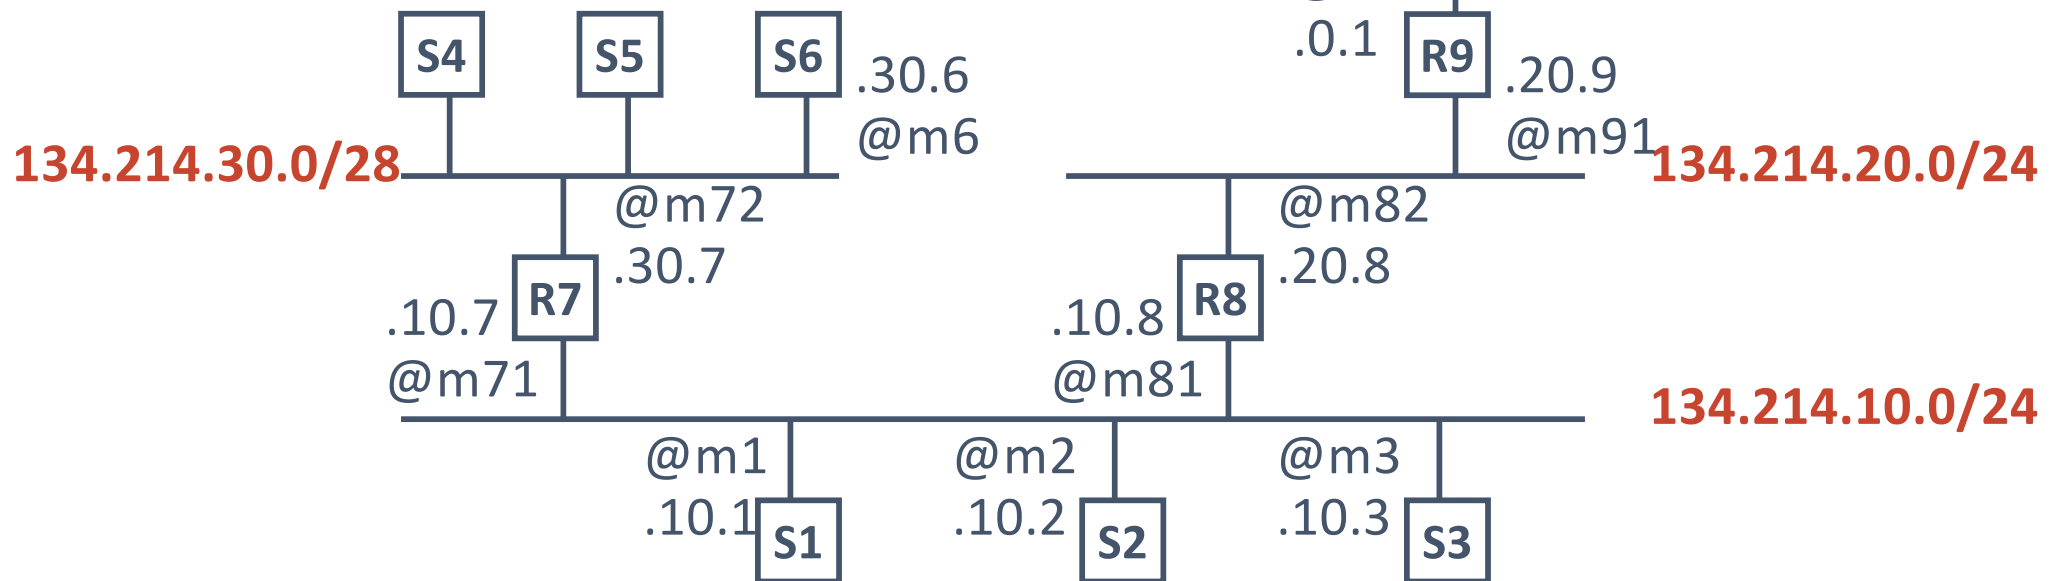 S4
S5
S6
.30.6
@m6
.0.1
R9
.20.9
@m91
134.214.30.0/28
134.214.20.0/24
@m72
.30.7
@m82
.20.8
R7
.10.7
@m71
R8
.10.8
@m81
134.214.10.0/24
@m1
.10.1
S1
@m2
.10.2
S2
@m3
.10.3
S3